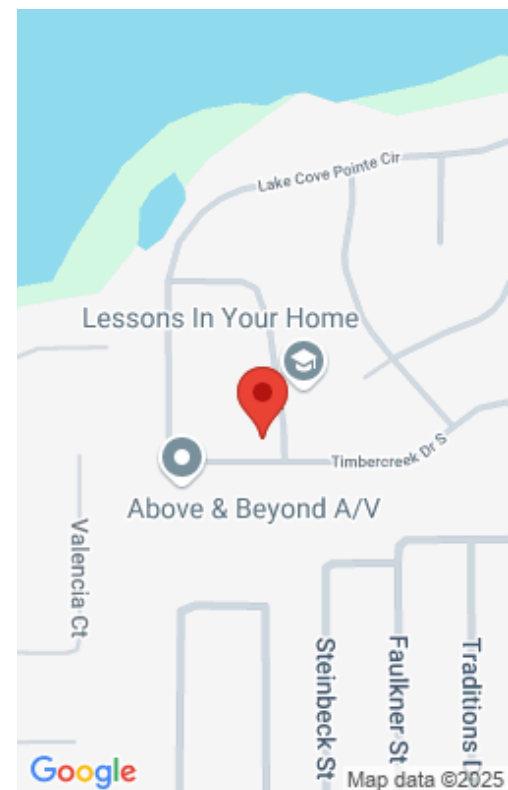 Lake Cove Pointe Cir
Lessons In Your Home
Timbercreek Dr S
Above & Beyond A/V
Valencia Ct
Steinbeck St
Faulkner St
Traditions D
Google
Map data ©2025